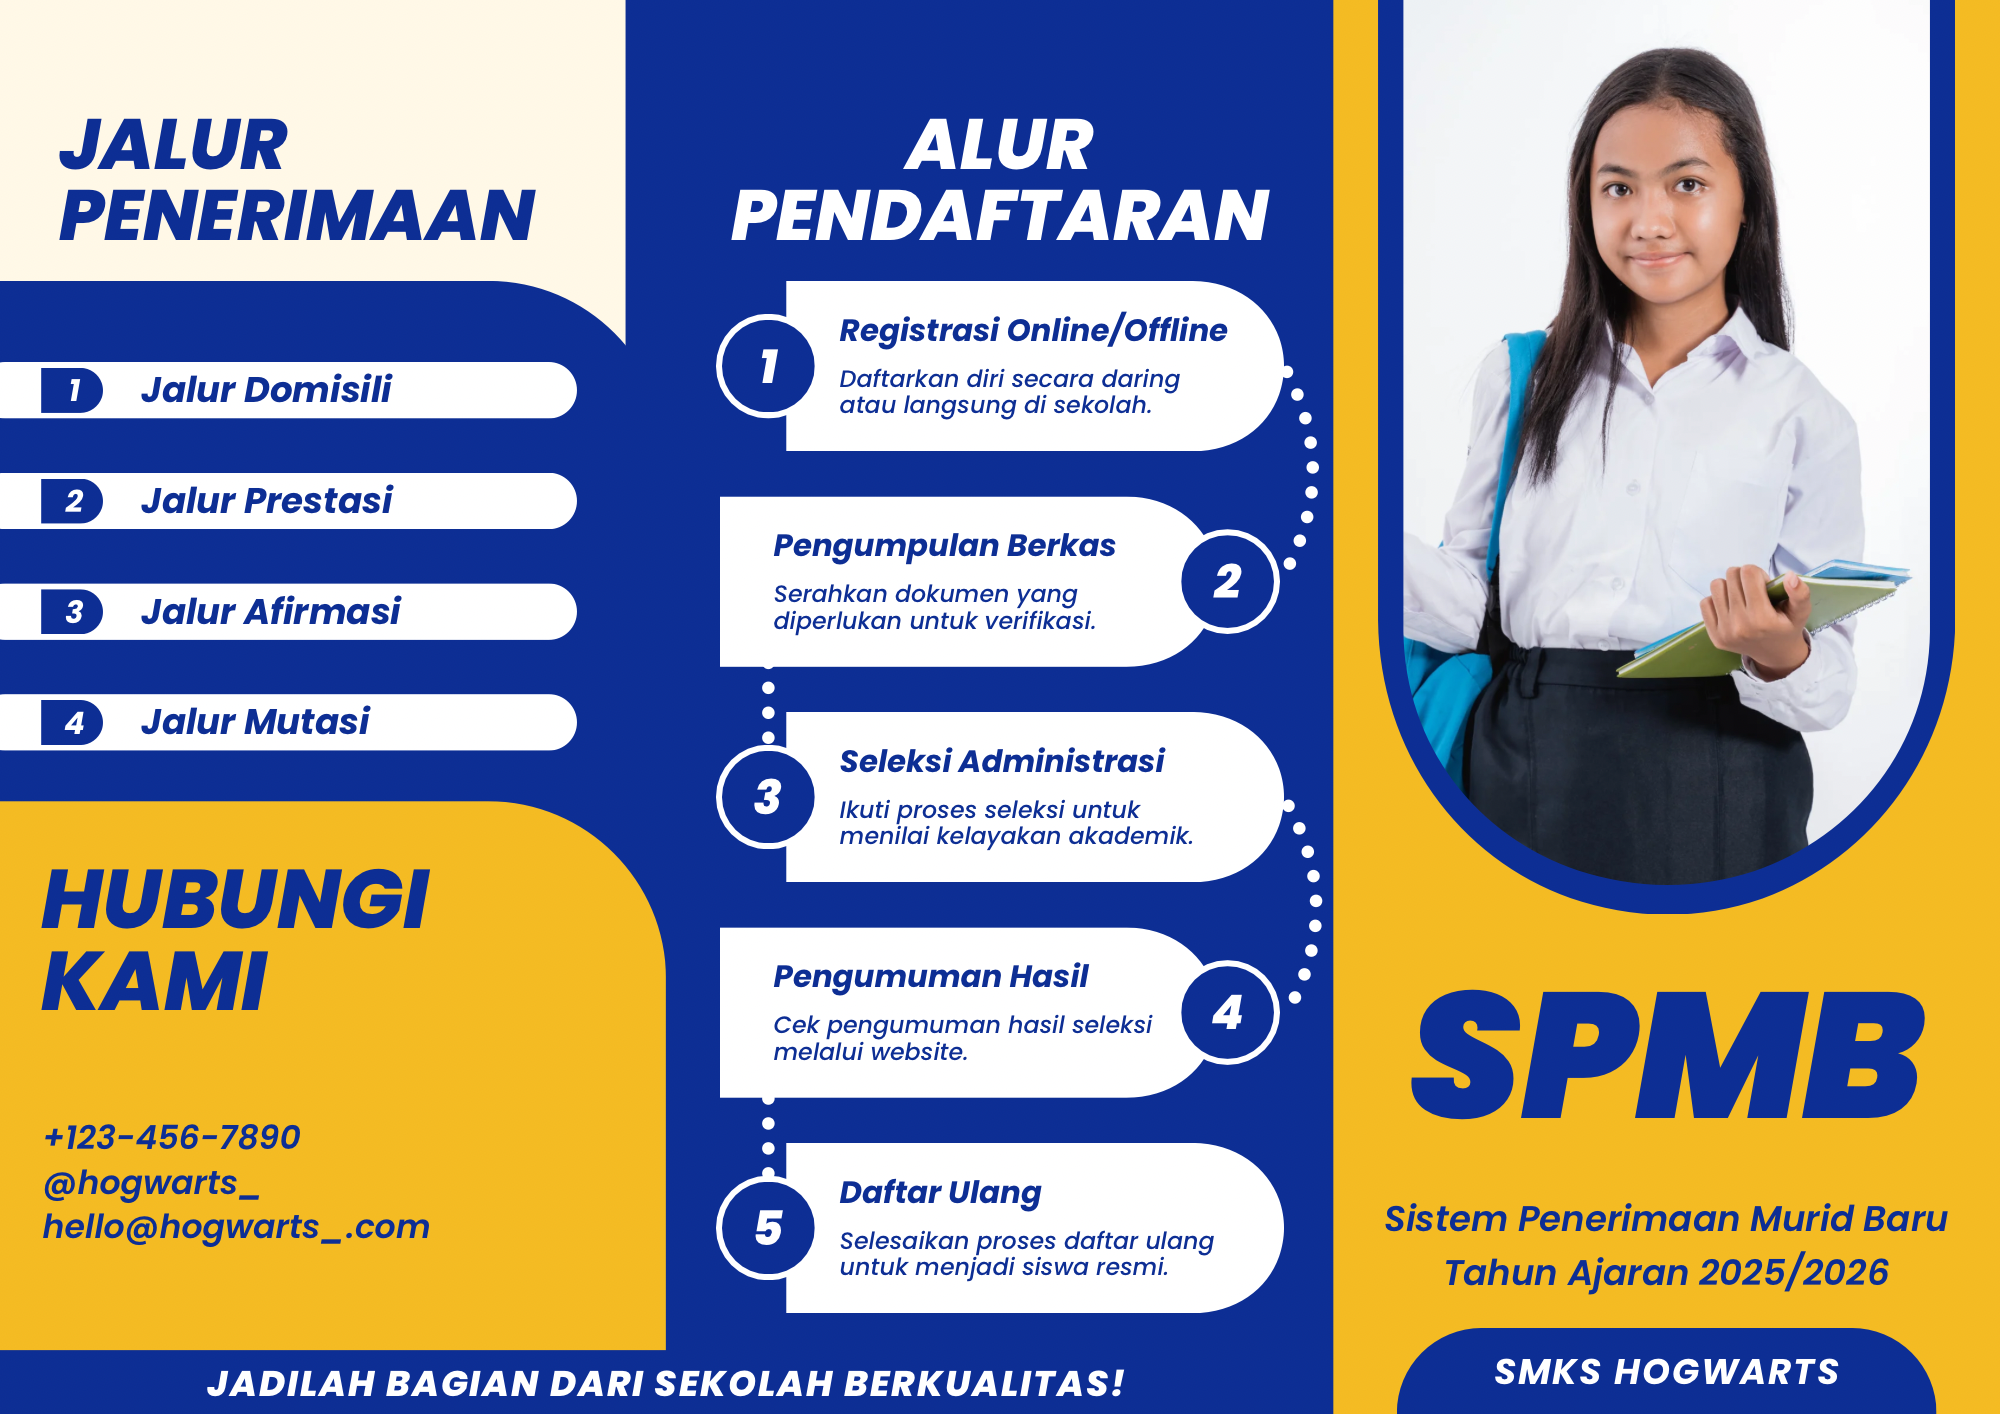 JALUR
PENERIMAAN
1 Jalur Domisili
2 Jalur Prestasi
3 Jalur Afirmasi
4 Jalur Mutasi
HUBUNGI
KAMI
+123-456-7890
@hogwarts_
hello@hogwarts_.com
ALUR
PENDAFTARAN
1
Registrasi Online/Offline
Daftarkan diri secara daring
atau langsung di sekolah.
2
Pengumpulan Berkas
Serahkan dokumen yang
diperlukan untuk verifikasi.
3
Seleksi Administrasi
Ikuti proses seleksi untuk
menilai kelayakan akademik.
4
Pengumuman Hasil
Cek pengumuman hasil seleksi
melalui website.
5
Daftar Ulang
Selesaikan proses daftar ulang
untuk menjadi siswa resmi.
JADILAH BAGIAN DARI SEKOLAH BERKUALITAS!
SPMB
Sistem Penerimaan Murid Baru
Tahun Ajaran 2025/2026
SMKS HOGWARTS